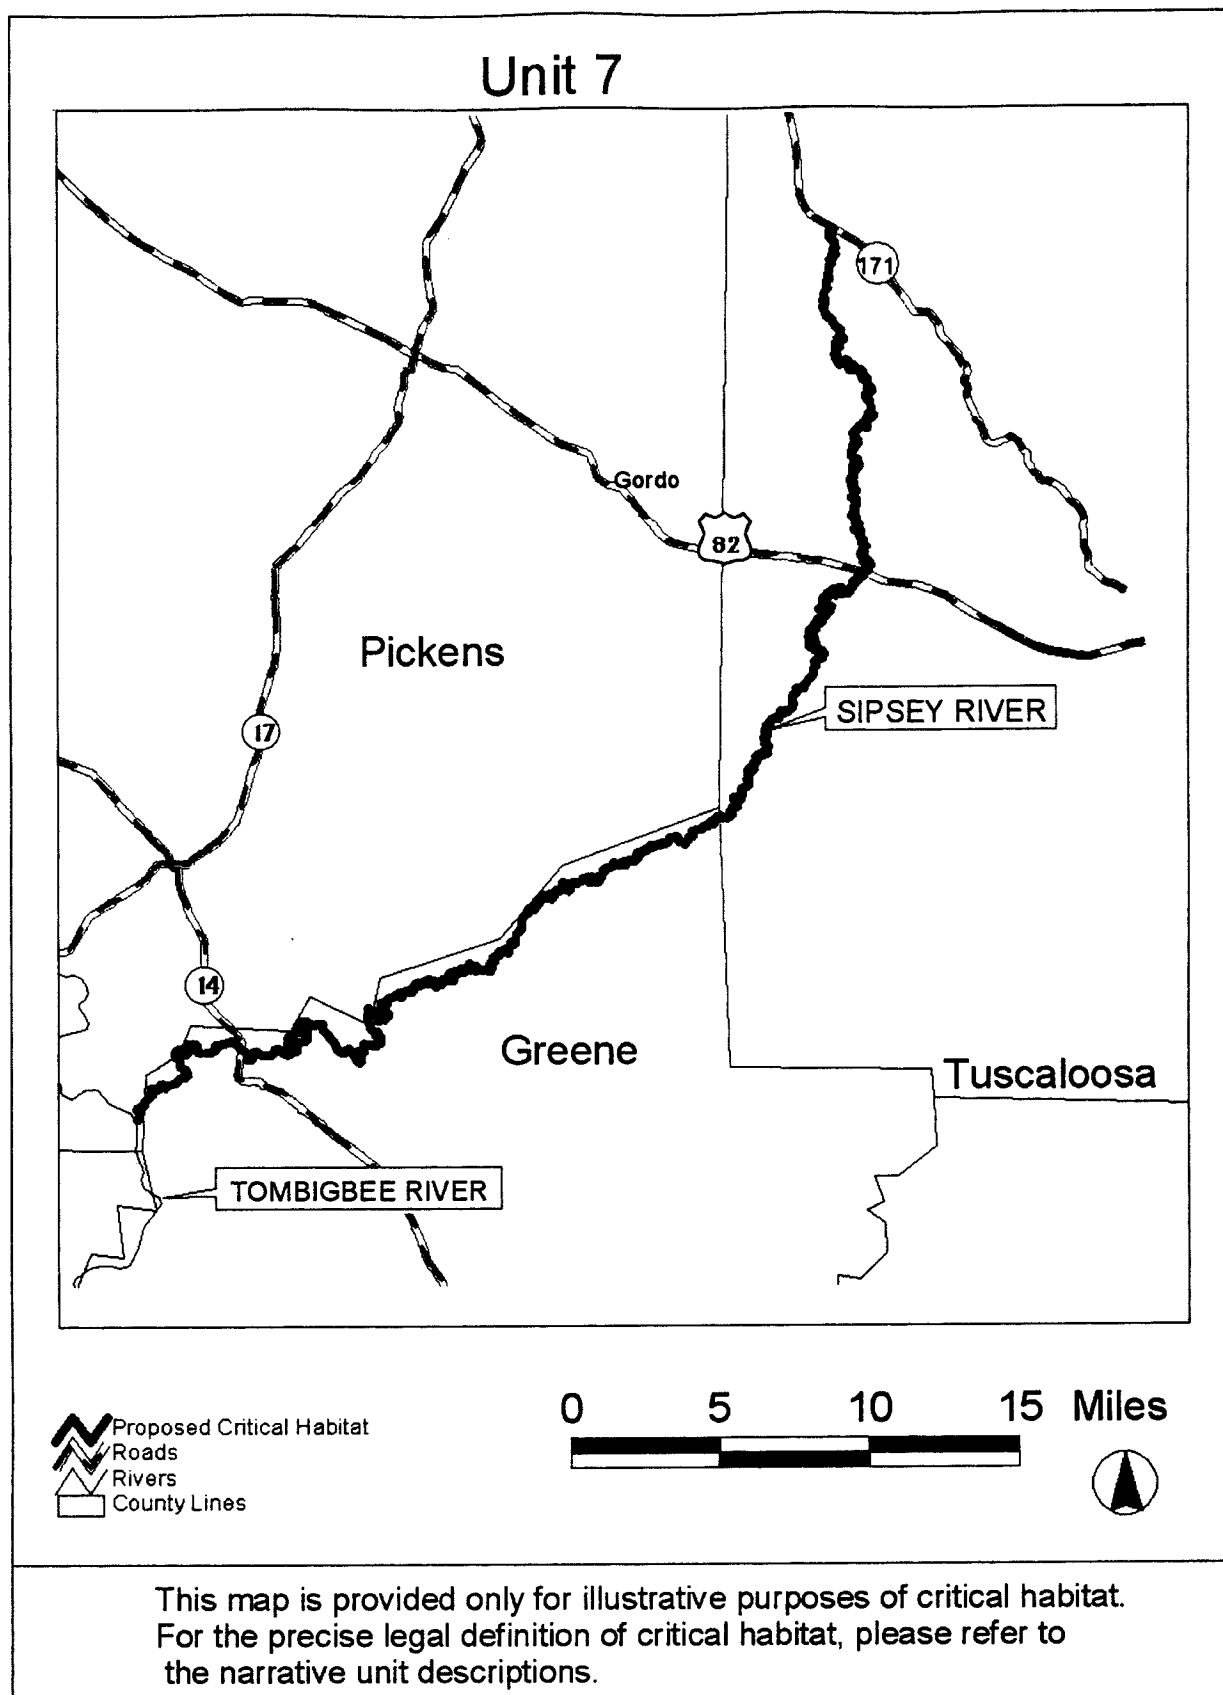 Unit 7
171
Gordo
82
Pickens
SIPSEY RIVER
17
14
Greene
Tuscaloosa
TOMBIGBEE RIVER
0 5 10 15 Miles
Proposed Critical Habitat
Roads
Rivers
County Lines
This map is provided only for illustrative purposes of critical habitat.
For the precise legal definition of critical habitat, please refer to
the narrative unit descriptions.